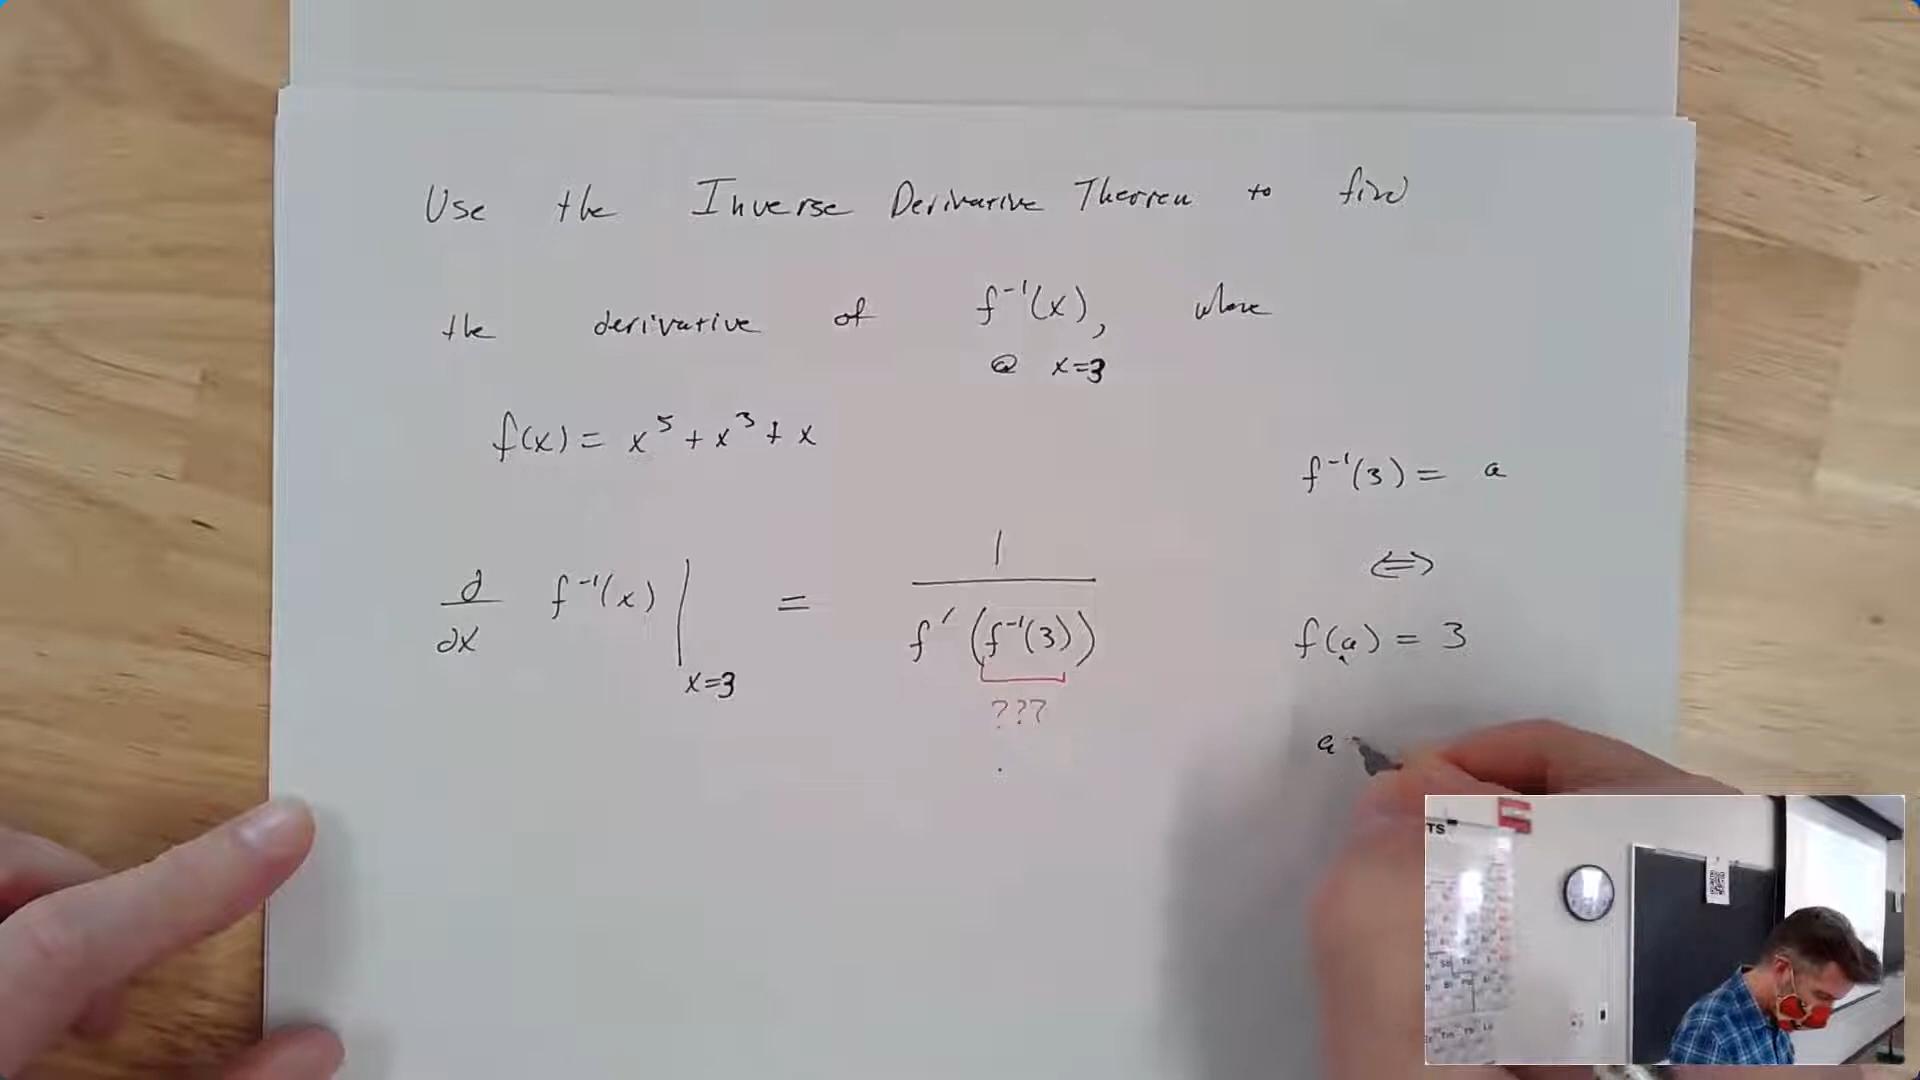 Use the Inverse Derivative Theorem to find
the derivative of f⁻¹(x), where
@ x=3
f(x) = x⁵ + x³ + x
f⁻¹(3) = a
⟺
d/dx f⁻¹(x) |ₓ₌₃ = 1 / f′(f⁻¹(3))
f(a) = 3
???
a
TS